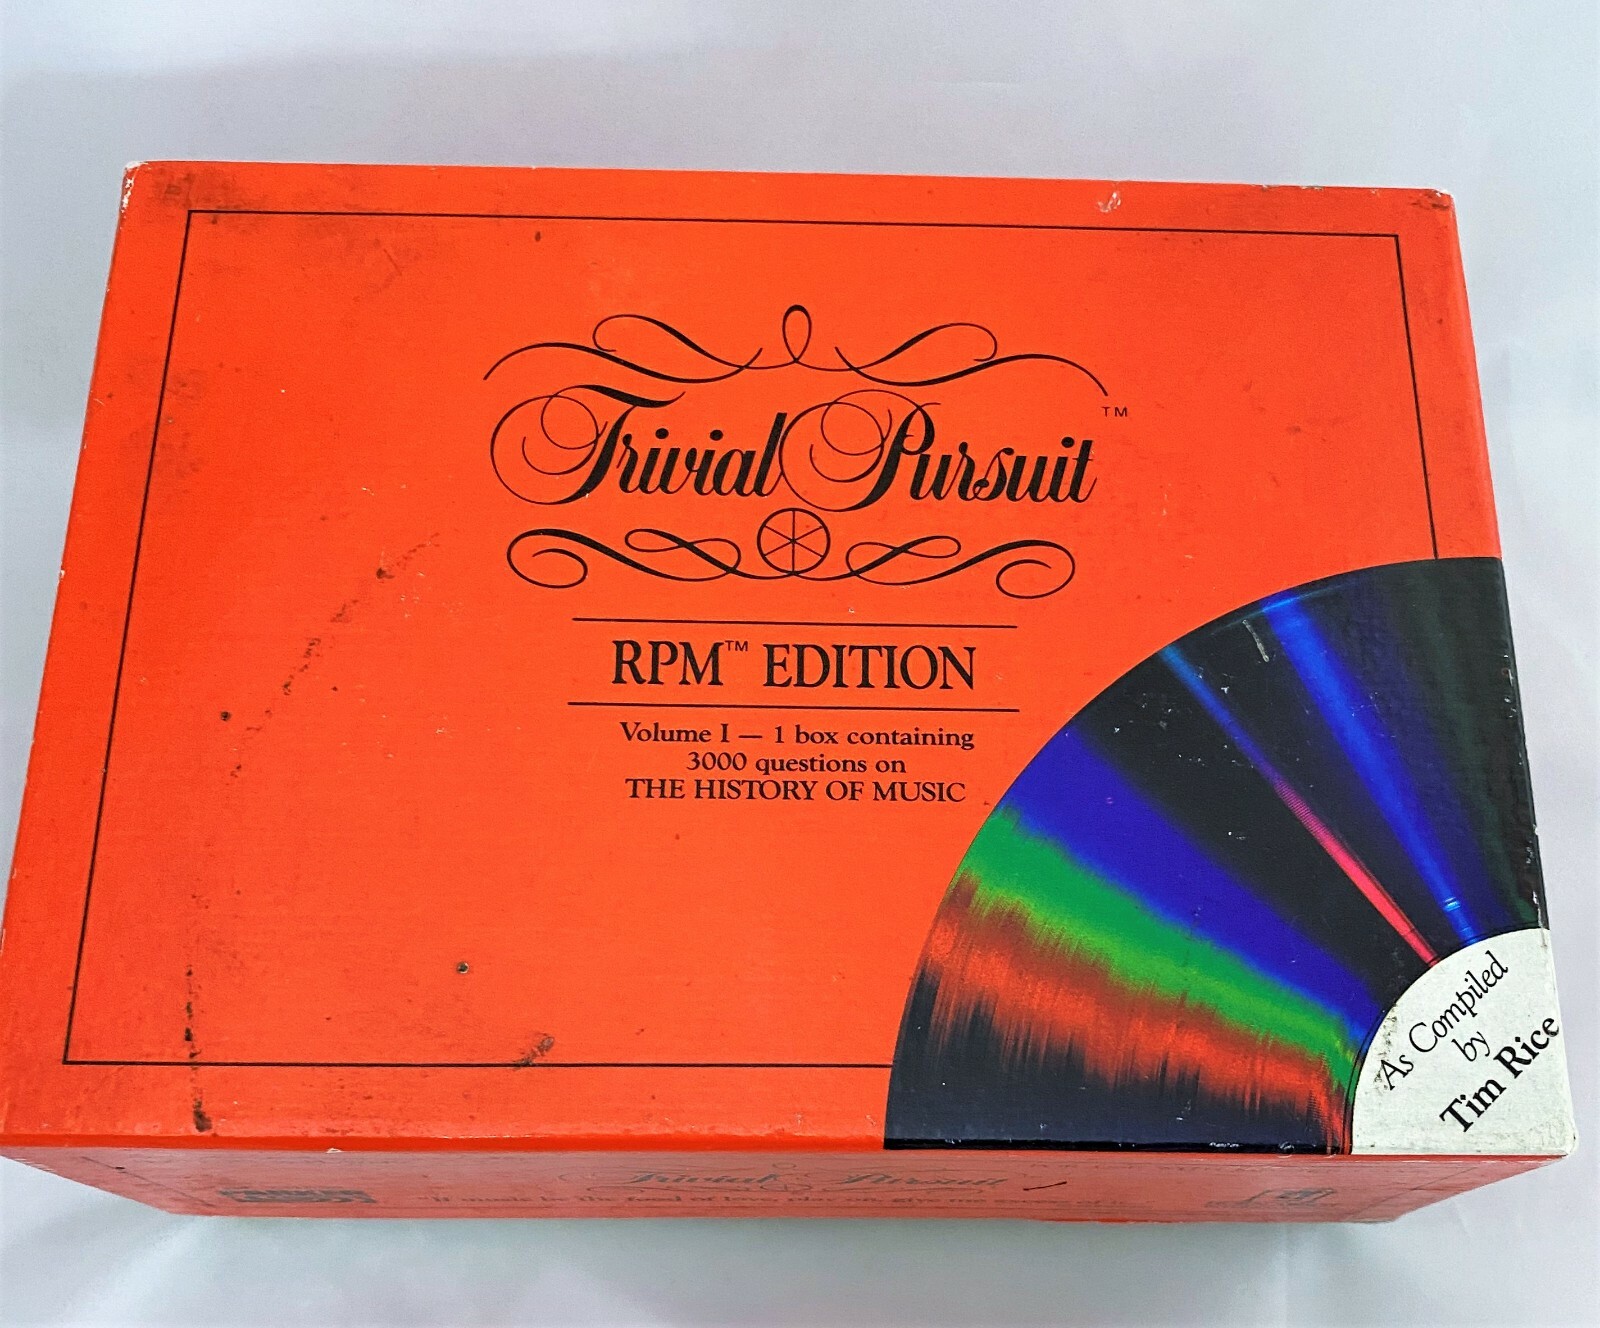 Trivial Pursuit™
RPM™ EDITION
Volume I — 1 box containing
3000 questions on
THE HISTORY OF MUSIC
As Compiled
by
Tim Rice
Trivial Pursuit